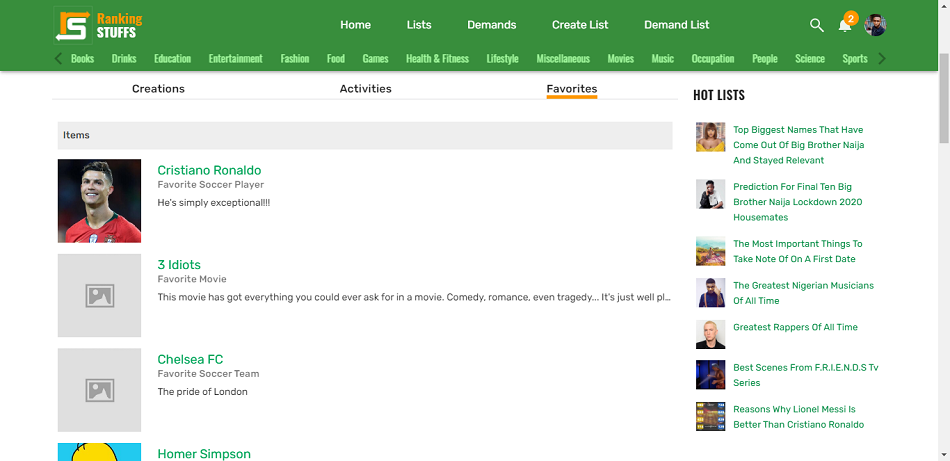 Ranking
STUFFS
Home
Lists
Demands
Create List
Demand List
2
Books
Drinks
Education
Entertainment
Fashion
Food
Games
Health & Fitness
Lifestyle
Miscellaneous
Movies
Music
Occupation
People
Science
Sports
Creations
Activities
Favorites
Items
Cristiano Ronaldo
Favorite Soccer Player
He's simply exceptional!!!
3 Idiots
Favorite Movie
This movie has got everything you could ever ask for in a movie. Comedy, romance, even tragedy... It's just well pl...
Chelsea FC
Favorite Soccer Team
The pride of London
Homer Simpson
HOT LISTS
Top Biggest Names That Have
Come Out Of Big Brother Naija
And Stayed Relevant
Prediction For Final Ten Big
Brother Naija Lockdown 2020
Housemates
The Most Important Things To
Take Note Of On A First Date
The Greatest Nigerian Musicians
Of All Time
Greatest Rappers Of All Time
Best Scenes From F.R.I.E.N.D.S Tv
Series
Reasons Why Lionel Messi Is
Better Than Cristiano Ronaldo